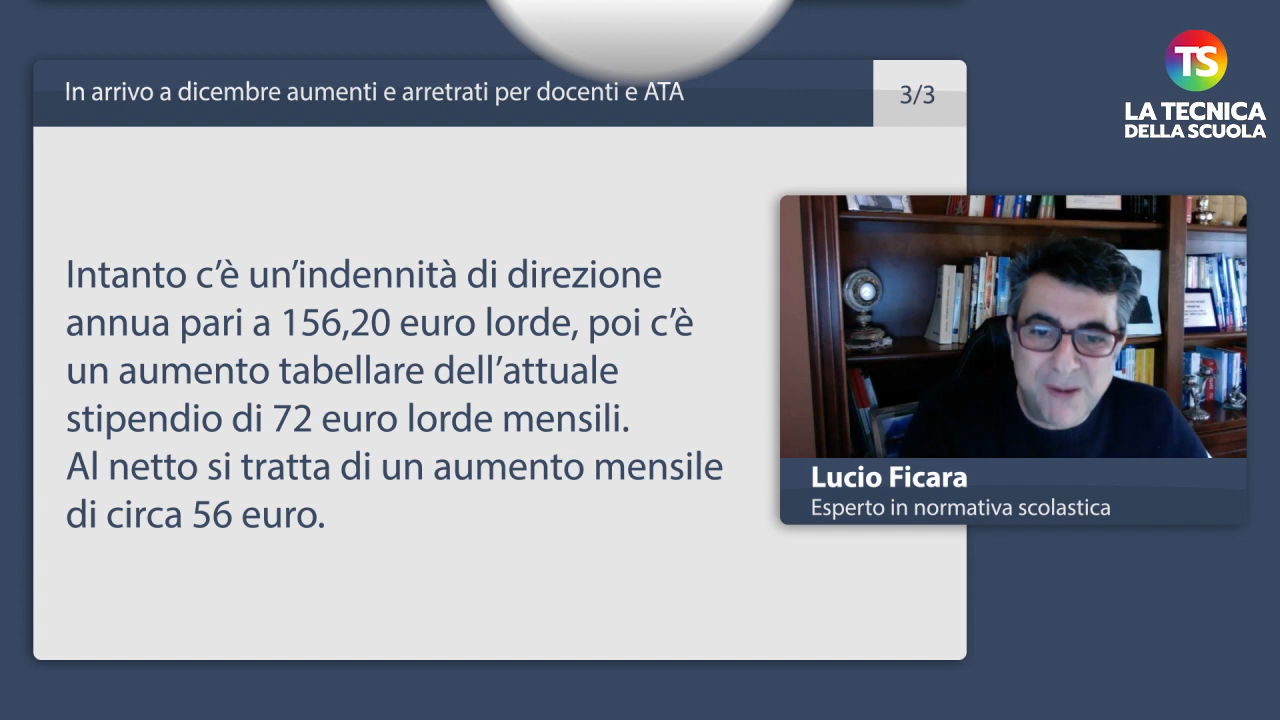 In arrivo a dicembre aumenti e arretrati per docenti e ATA
3/3
TS
LA TECNICA
DELLA SCUOLA
Intanto c’è un’indennità di direzione
annua pari a 156,20 euro lorde, poi c’è
un aumento tabellare dell’attuale
stipendio di 72 euro lorde mensili.
Al netto si tratta di un aumento mensile
di circa 56 euro.
Lucio Ficara
Esperto in normativa scolastica